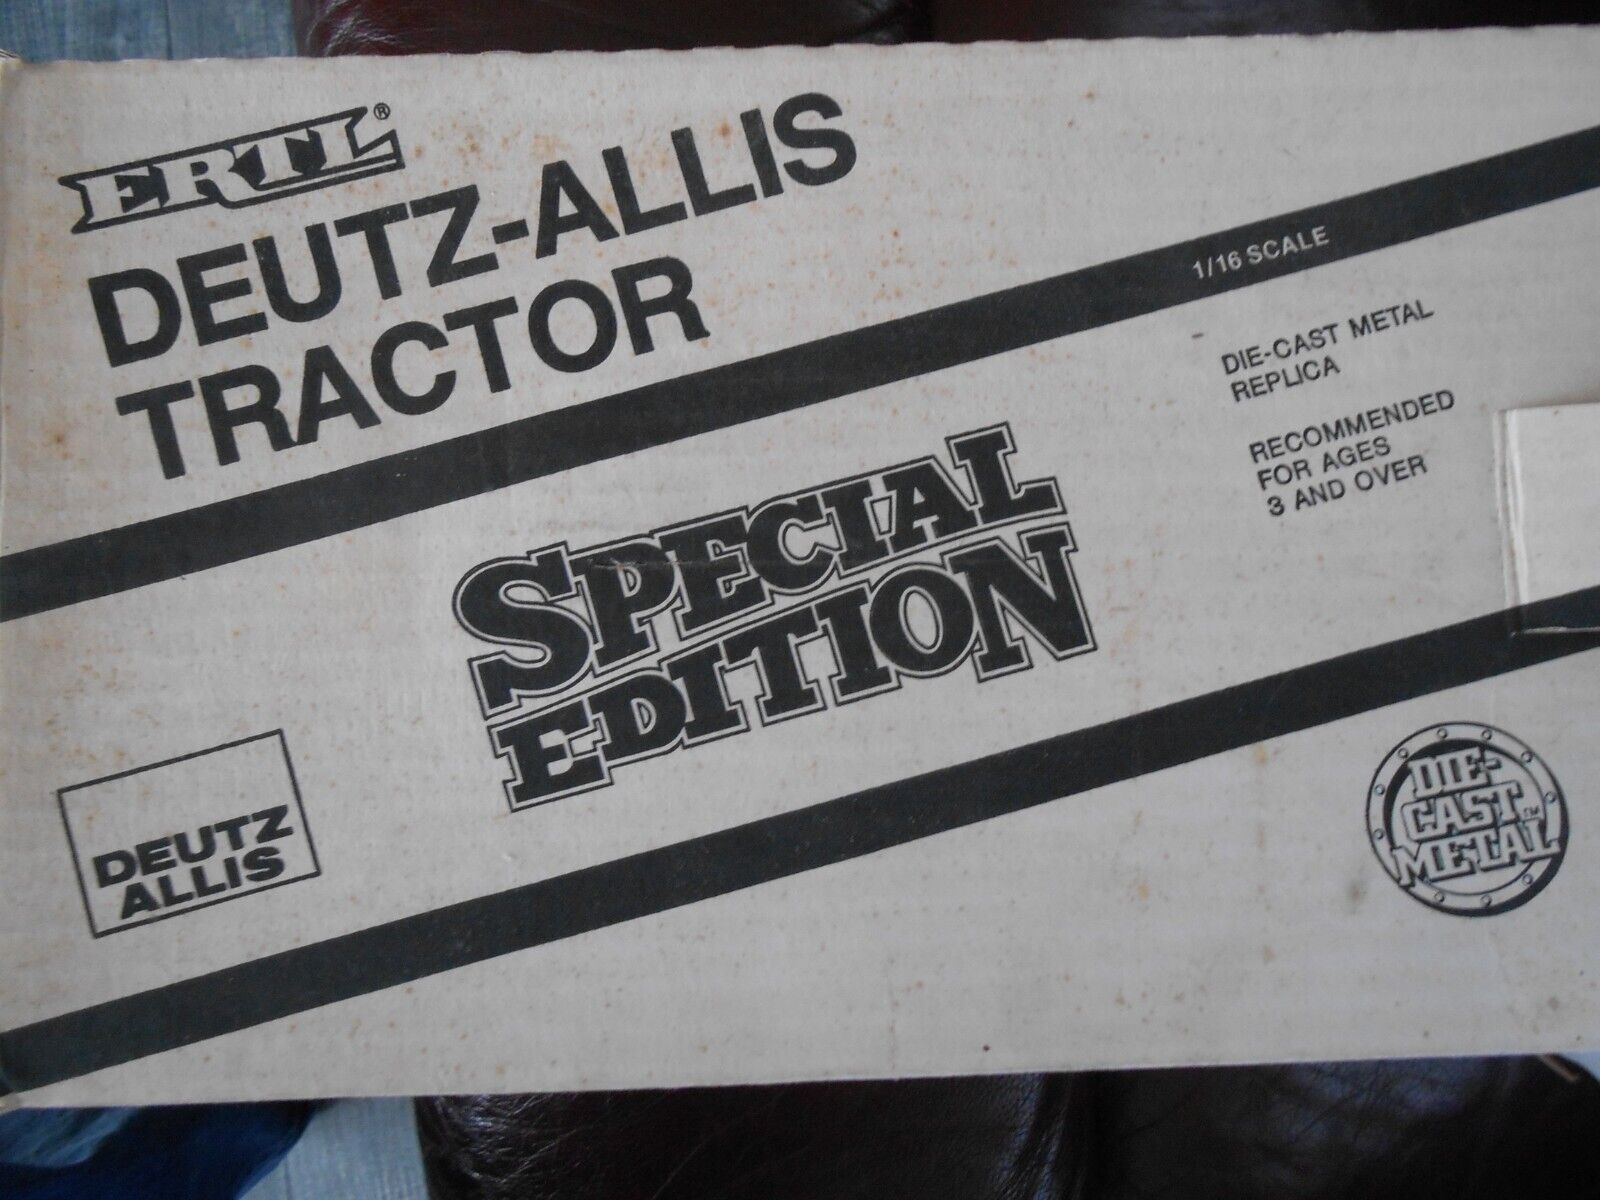 ERTL®
DEUTZ-ALLIS
TRACTOR
1/16 SCALE
DIE-CAST METAL
REPLICA
RECOMMENDED
FOR AGES
3 AND OVER
SPECIAL
EDITION
DEUTZ
ALLIS
DIE-
CAST™
METAL